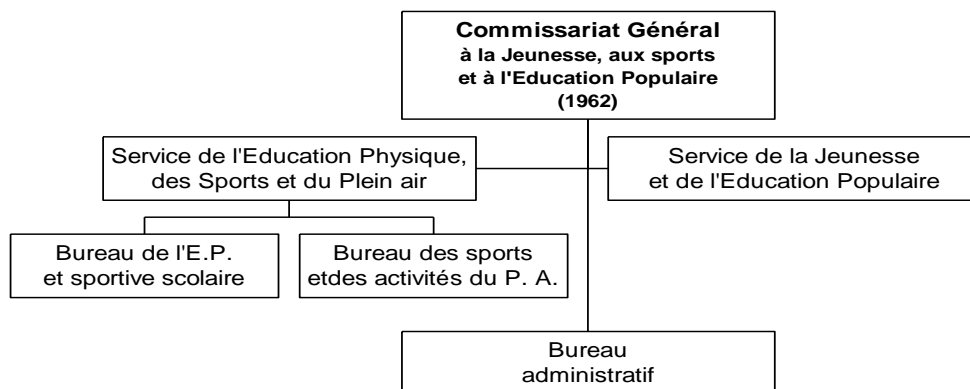 Commissariat Général
à la Jeunesse, aux sports
et à l'Education Populaire
(1962)
Service de l'Education Physique,
des Sports et du Plein air
Service de la Jeunesse
et de l'Education Populaire
Bureau de l'E.P.
et sportive scolaire
Bureau des sports
etdes activités du P. A.
Bureau
administratif